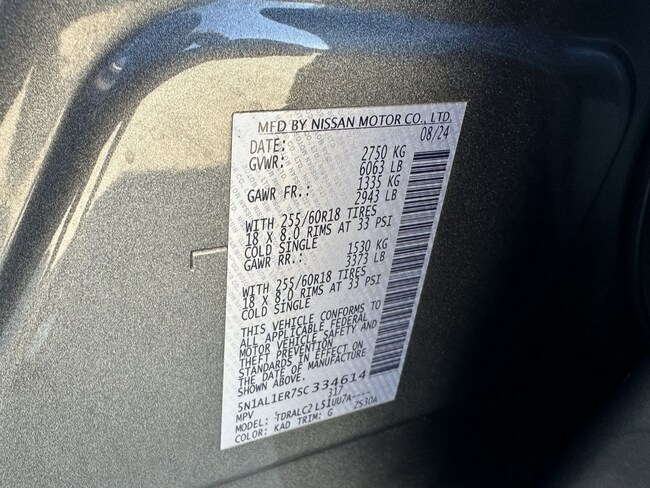 MFD BY NISSAN MOTOR CO., LTD.
DATE: 08/24
GVWR: 2750 KG
6063 LB
GAWR FR.: 1335 KG
2943 LB
WITH 255/60R18 TIRES
18 X 8.0 RIMS AT 33 PSI
COLD SINGLE
GAWR RR.: 1530 KG
3373 LB
WITH 255/60R18 TIRES
18 X 8.0 RIMS AT 33 PSI
COLD SINGLE
THIS VEHICLE CONFORMS TO
ALL APPLICABLE FEDERAL
MOTOR VEHICLE SAFETY AND
THEFT PREVENTION
STANDARDS IN EFFECT ON
THE DATE OF MANUFACTURE
SHOWN ABOVE.
5N1AL1ER7SC334614
MPV 317
MODEL: TDRALC2 L51UU7A----
COLOR: KAD TRIM: G 2S30A